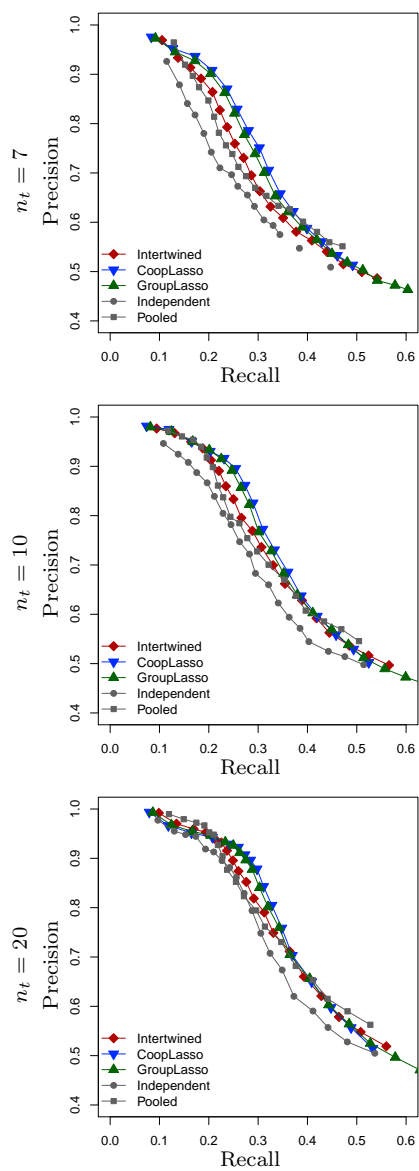 n_t = 7
Precision
1.0
0.9
0.8
0.7
0.6
0.5
0.4
Intertwined
CoopLasso
GroupLasso
Independent
Pooled
0.0 0.1 0.2 0.3 0.4 0.5 0.6
Recall
n_t = 10
Precision
1.0
0.9
0.8
0.7
0.6
0.5
0.4
Intertwined
CoopLasso
GroupLasso
Independent
Pooled
0.0 0.1 0.2 0.3 0.4 0.5 0.6
Recall
n_t = 20
Precision
1.0
0.9
0.8
0.7
0.6
0.5
0.4
Intertwined
CoopLasso
GroupLasso
Independent
Pooled
0.0 0.1 0.2 0.3 0.4 0.5 0.6
Recall